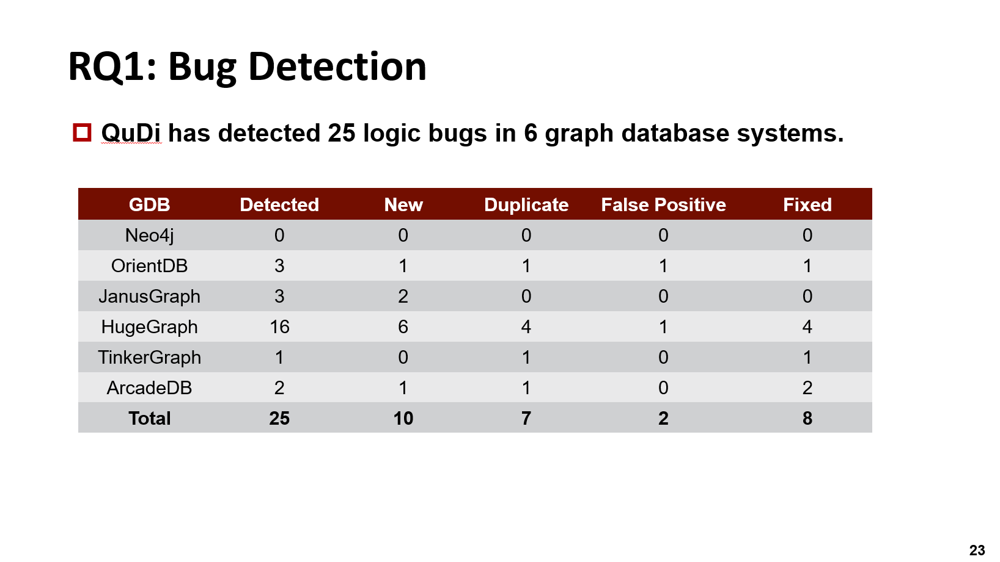 RQ1: Bug Detection
QuDi has detected 25 logic bugs in 6 graph database systems.
GDB Detected New Duplicate False Positive Fixed
Neo4j 0 0 0 0 0
OrientDB 3 1 1 1 1
JanusGraph 3 2 0 0 0
HugeGraph 16 6 4 1 4
TinkerGraph 1 0 1 0 1
ArcadeDB 2 1 1 0 2
Total 25 10 7 2 8
23